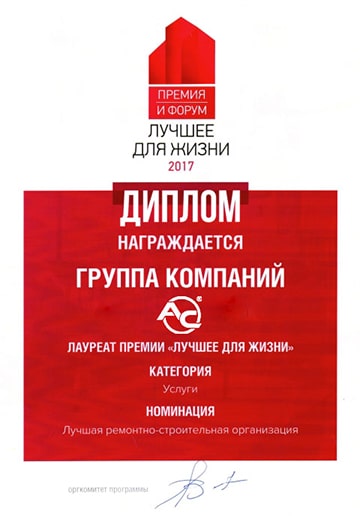 ПРЕМИЯ
И ФОРУМ
ЛУЧШЕЕ
ДЛЯ ЖИЗНИ
2017
ДИПЛОМ
НАГРАЖДАЕТСЯ
ГРУППА КОМПАНИЙ
АС®
ЛАУРЕАТ ПРЕМИИ «ЛУЧШЕЕ ДЛЯ ЖИЗНИ»
КАТЕГОРИЯ
Услуги
НОМИНАЦИЯ
Лучшая ремонтно-строительная организация
оргкомитет программы